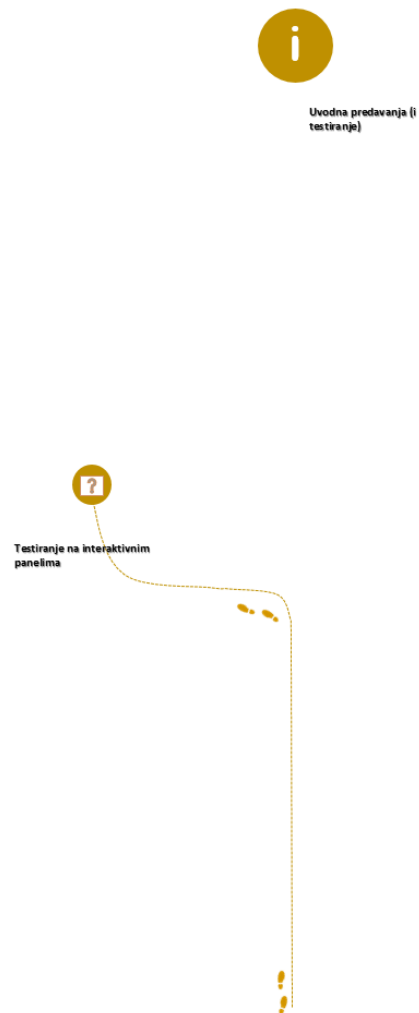 i
Uvodna predavanja (i
testiranje)
?
Testiranje na interaktivnim
panelima